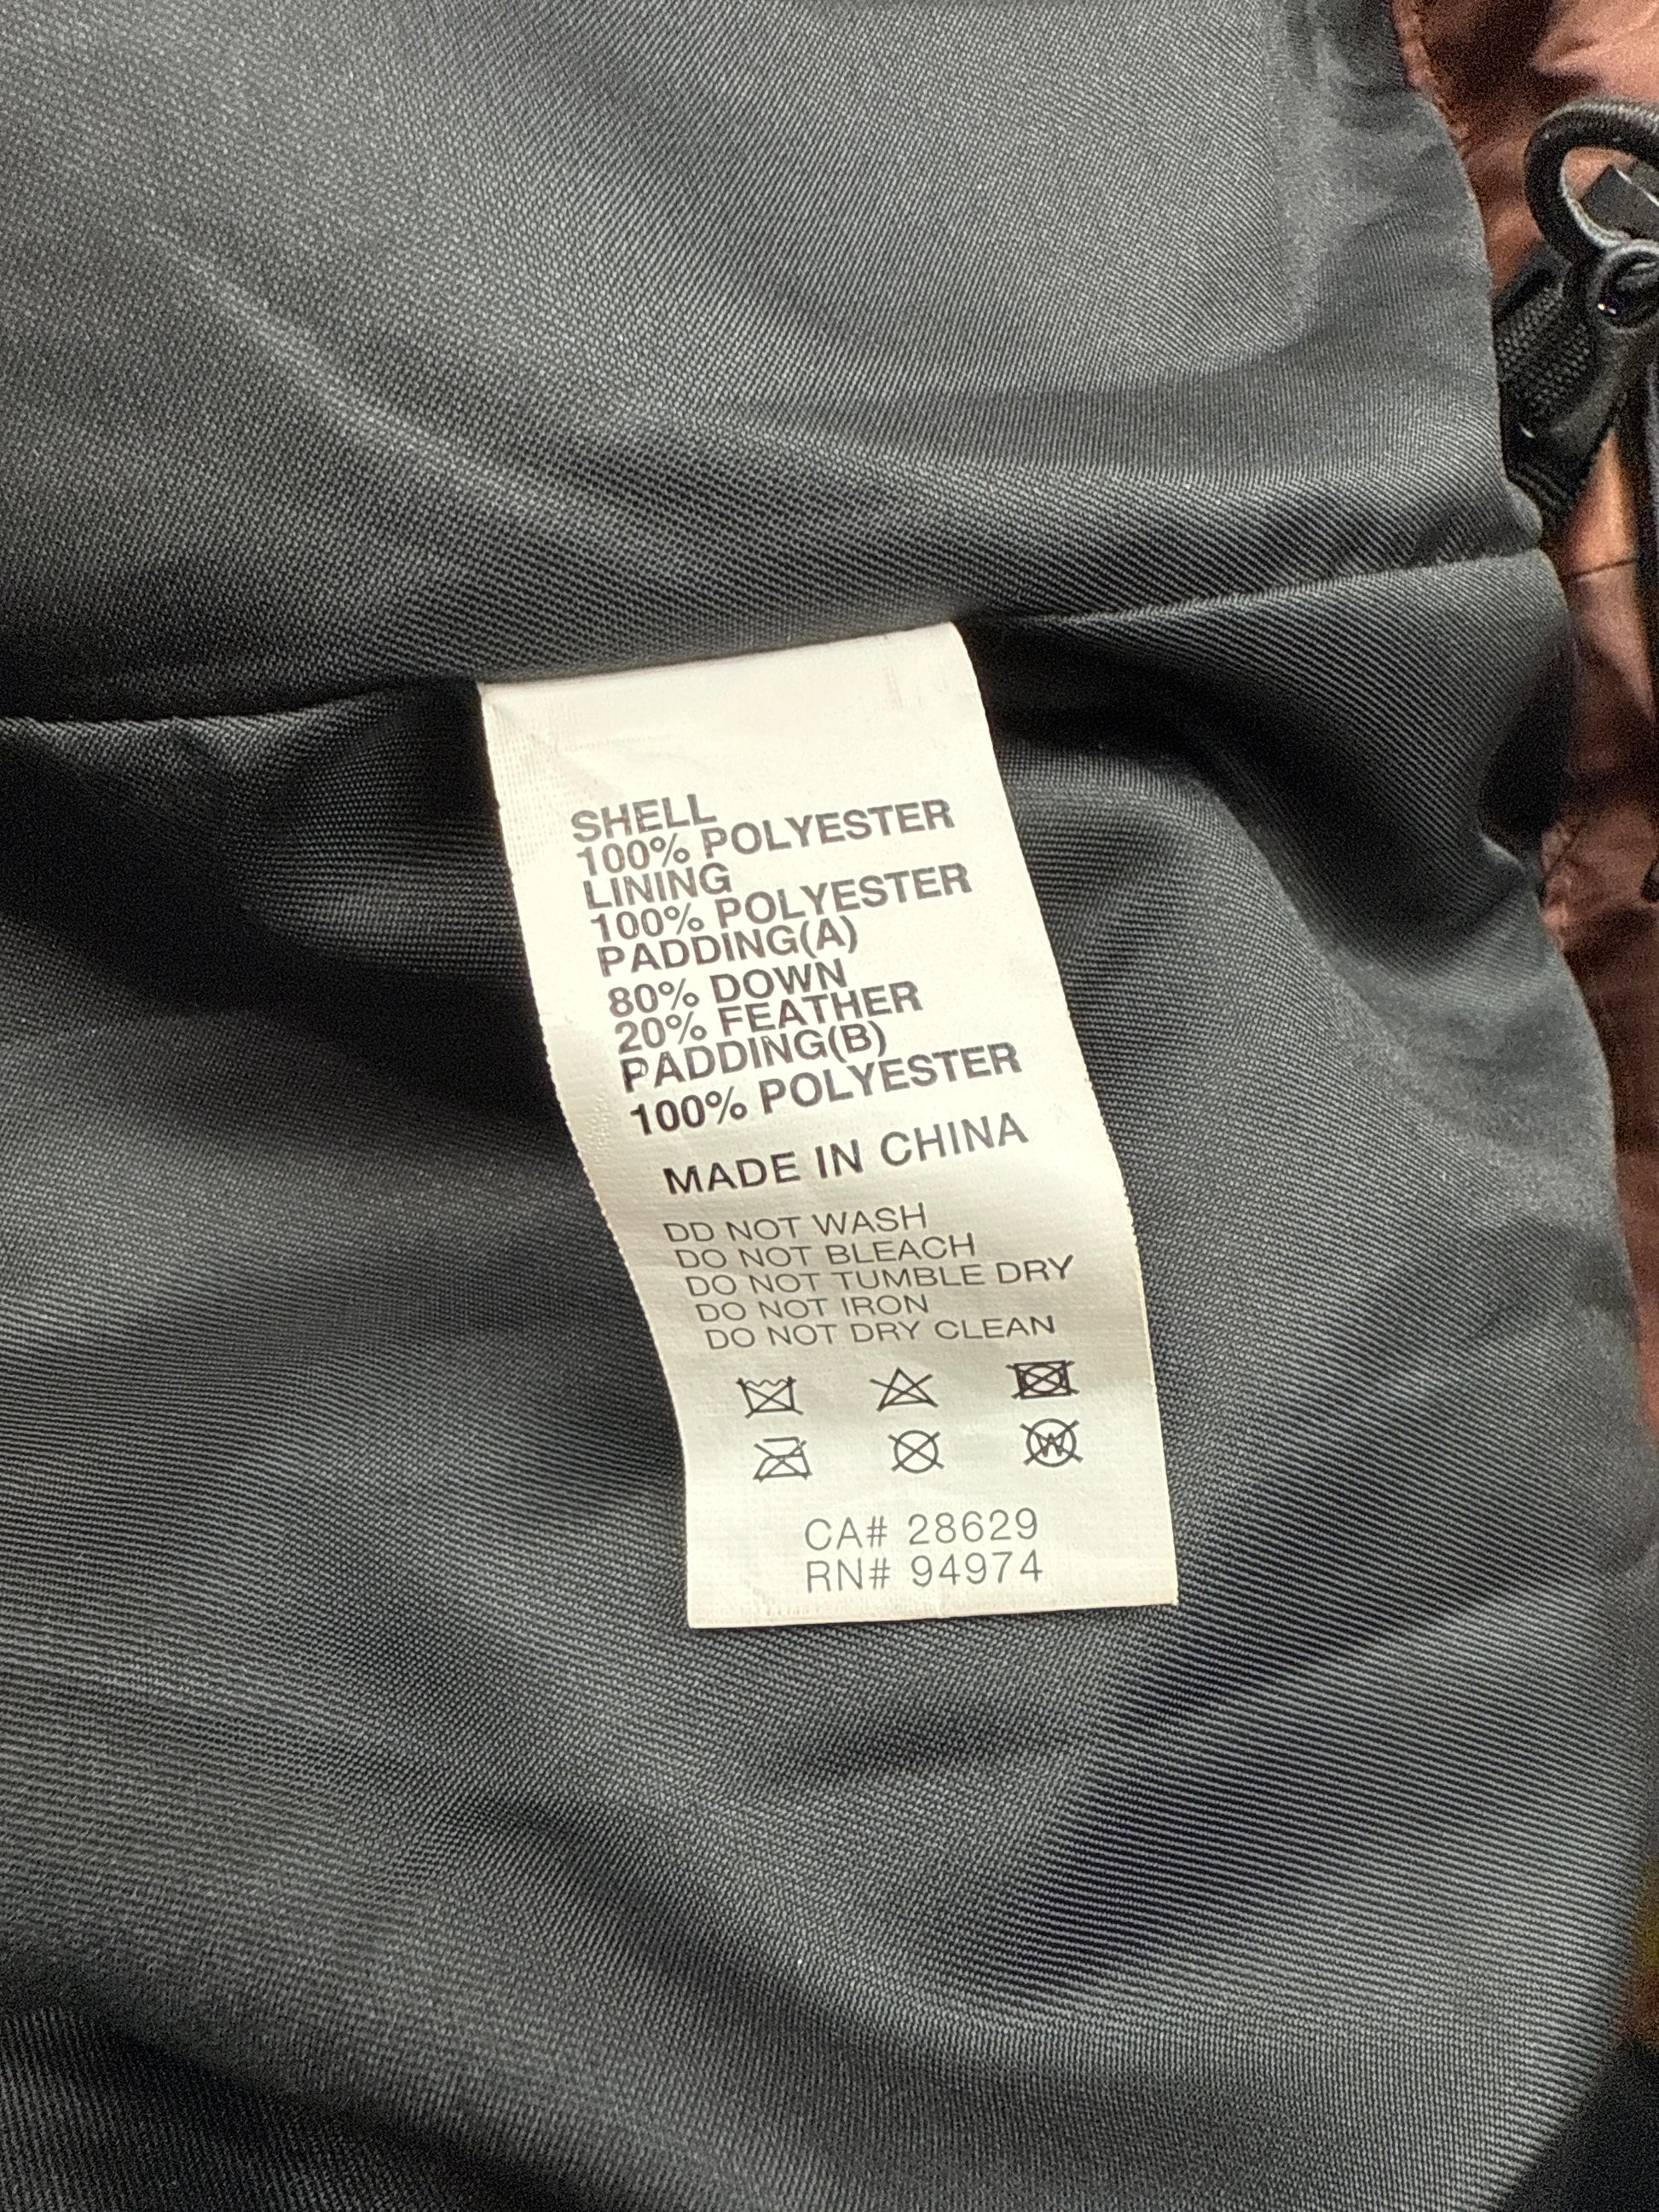 SHELL
100% POLYESTER
LINING
100% POLYESTER
PADDING(A)
80% DOWN
20% FEATHER
PADDING(B)
100% POLYESTER
MADE IN CHINA
DD NOT WASH
DO NOT BLEACH
DO NOT TUMBLE DRY
DO NOT IRON
DO NOT DRY CLEAN
W
CA# 28629
RN# 94974